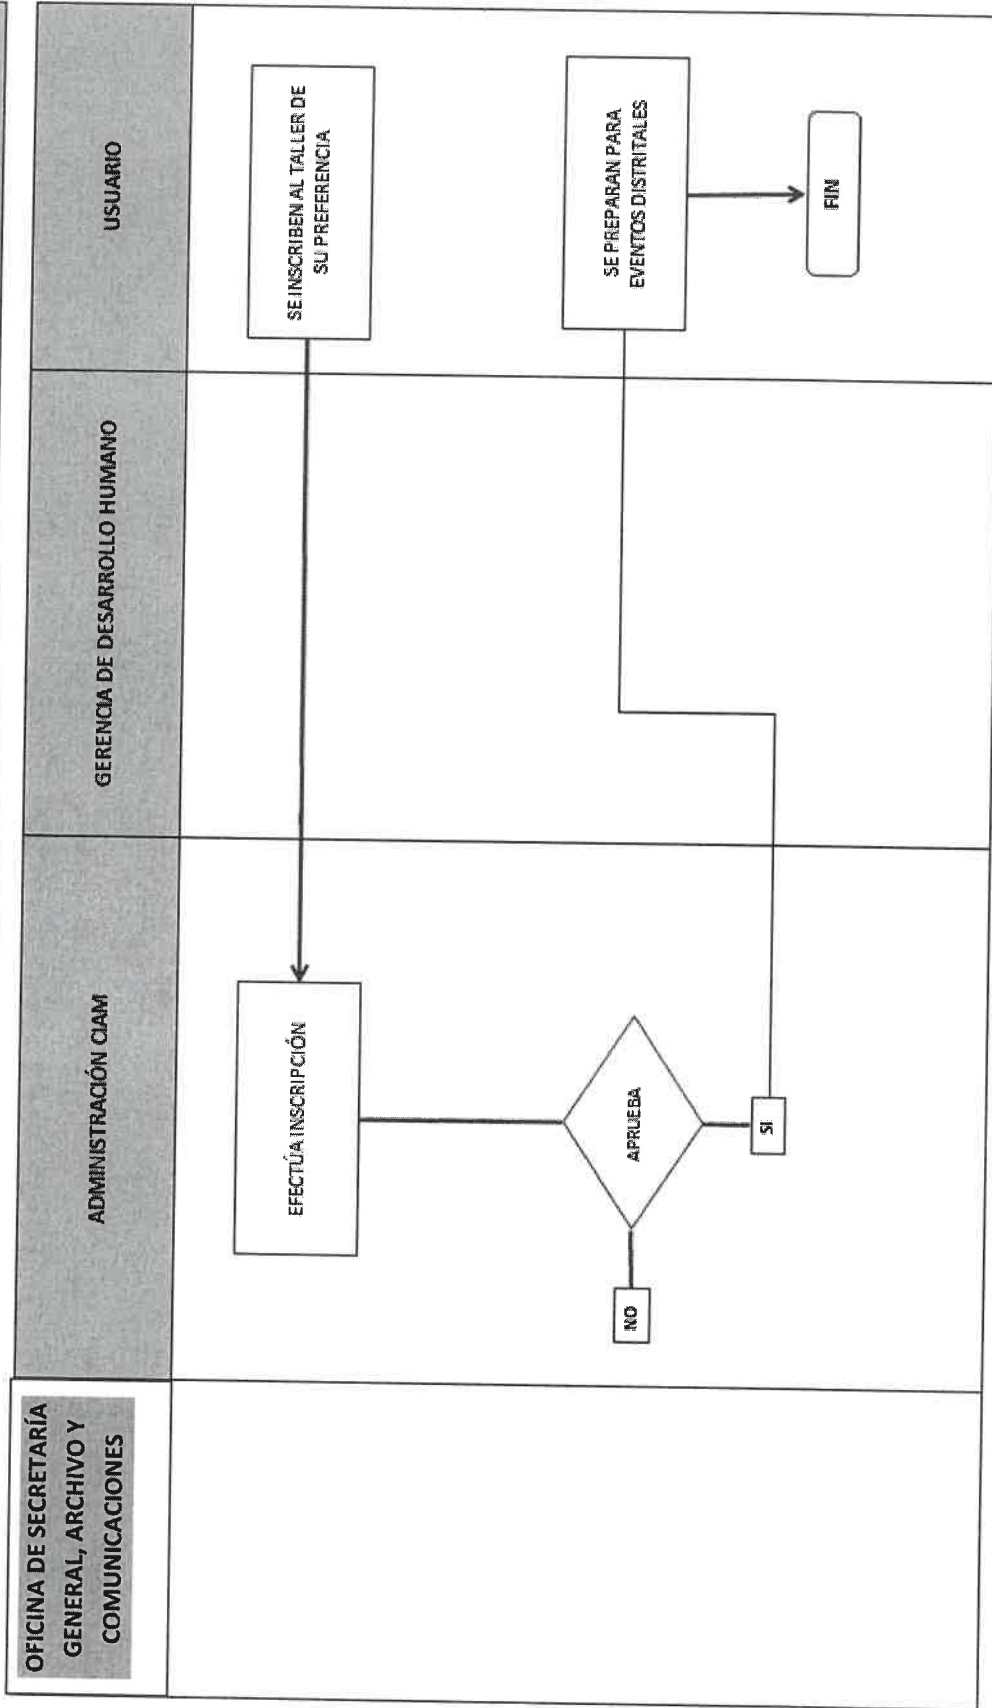 OFICINA DE SECRETARÍA
GENERAL, ARCHIVO Y
COMUNICACIONES
ADMINISTRACIÓN CIAM
GERENCIA DE DESARROLLO HUMANO
USUARIO
SE INSCRIBEN AL TALLER DE
SU PREFERENCIA
EFECTÚA INSCRIPCIÓN
APRUEBA
NO
SI
SE PREPARAN PARA
EVENTOS DISTRITALES
FIN